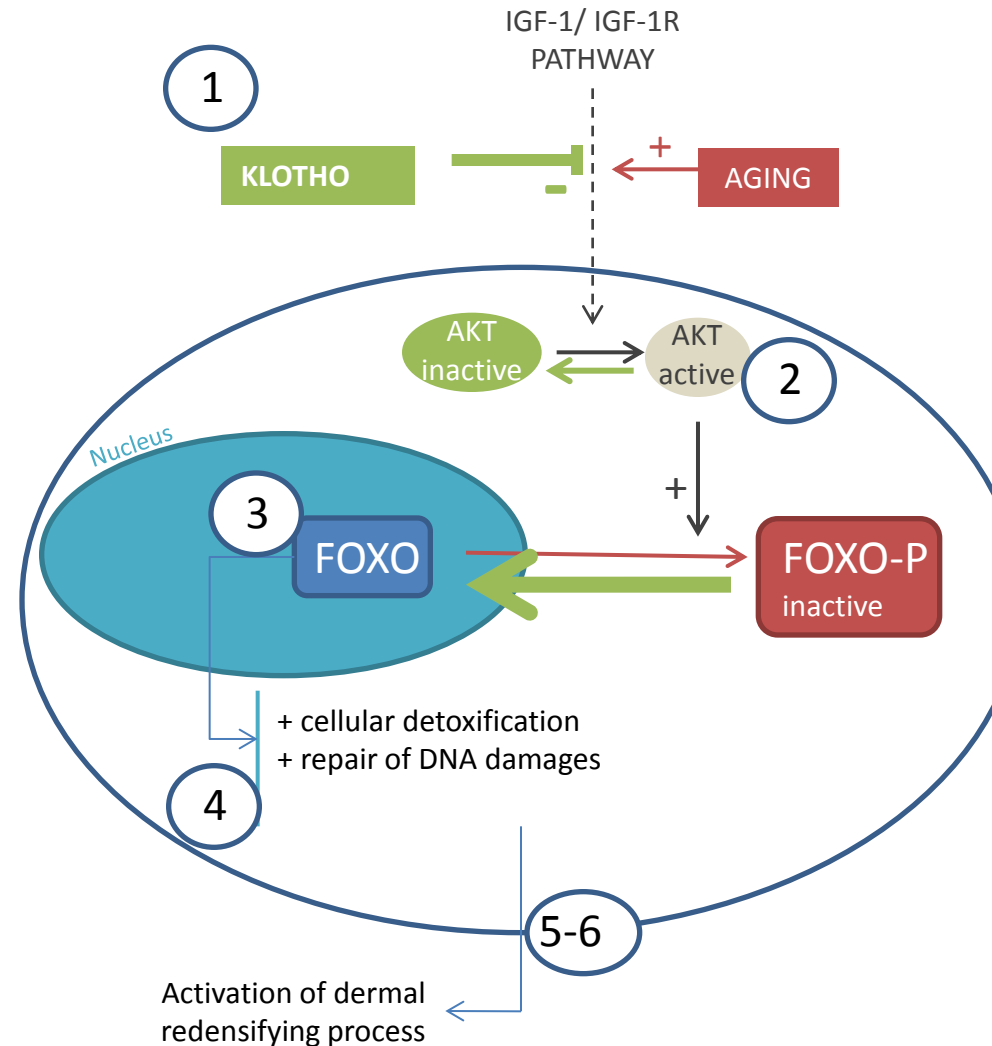 IGF-1/ IGF-1R
PATHWAY
1
KLOTHO
+
AGING
AKT
inactive
AKT
active
2
Nucleus
3
FOXO
+
FOXO-P
inactive
+ cellular detoxification
+ repair of DNA damages
4
5-6
Activation of dermal
redensifying process